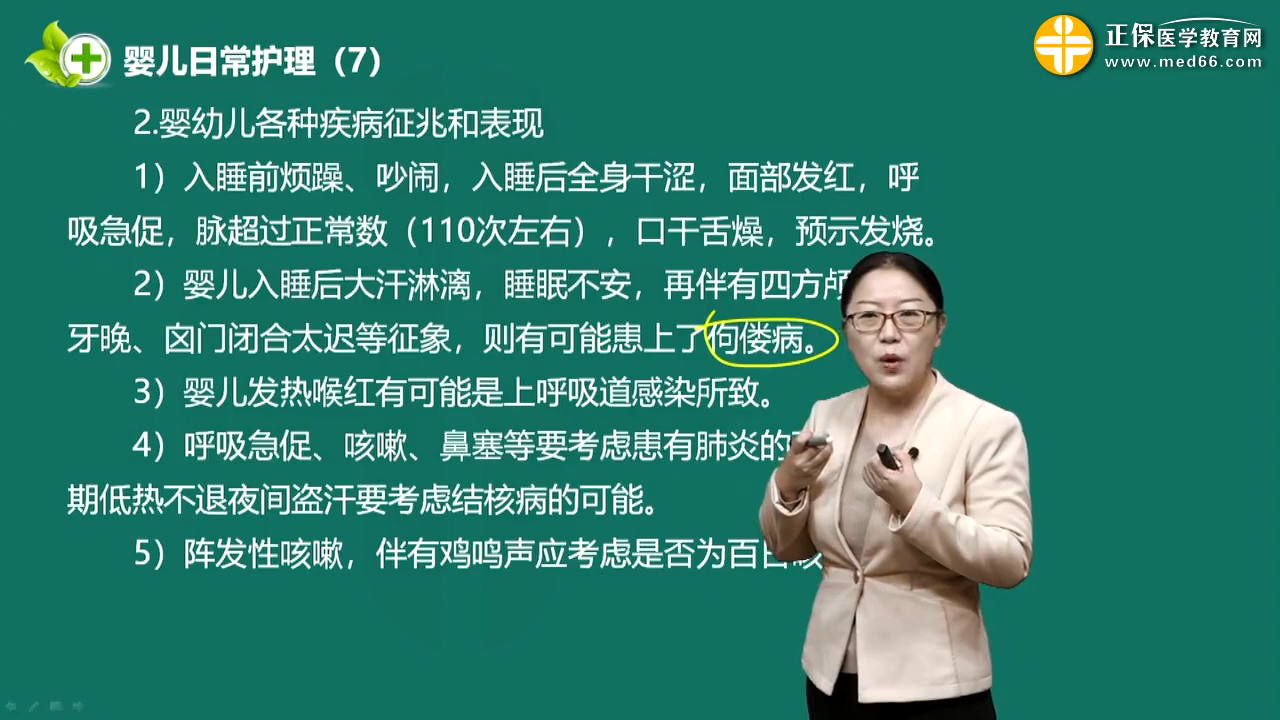 婴儿日常护理（7）
正保医学教育网
www.med66.com
2.婴幼儿各种疾病征兆和表现
1）入睡前烦躁、吵闹，入睡后全身干涩，面部发红，呼
吸急促，脉超过正常数（110次左右），口干舌燥，预示发烧。
2）婴儿入睡后大汗淋漓，睡眠不安，再伴有四方颅
牙晚、囟门闭合太迟等征象，则有可能患上了佝偻病。
3）婴儿发热喉红有可能是上呼吸道感染所致。
4）呼吸急促、咳嗽、鼻塞等要考虑患有肺炎的
期低热不退夜间盗汗要考虑结核病的可能。
5）阵发性咳嗽，伴有鸡鸣声应考虑是否为百日咳